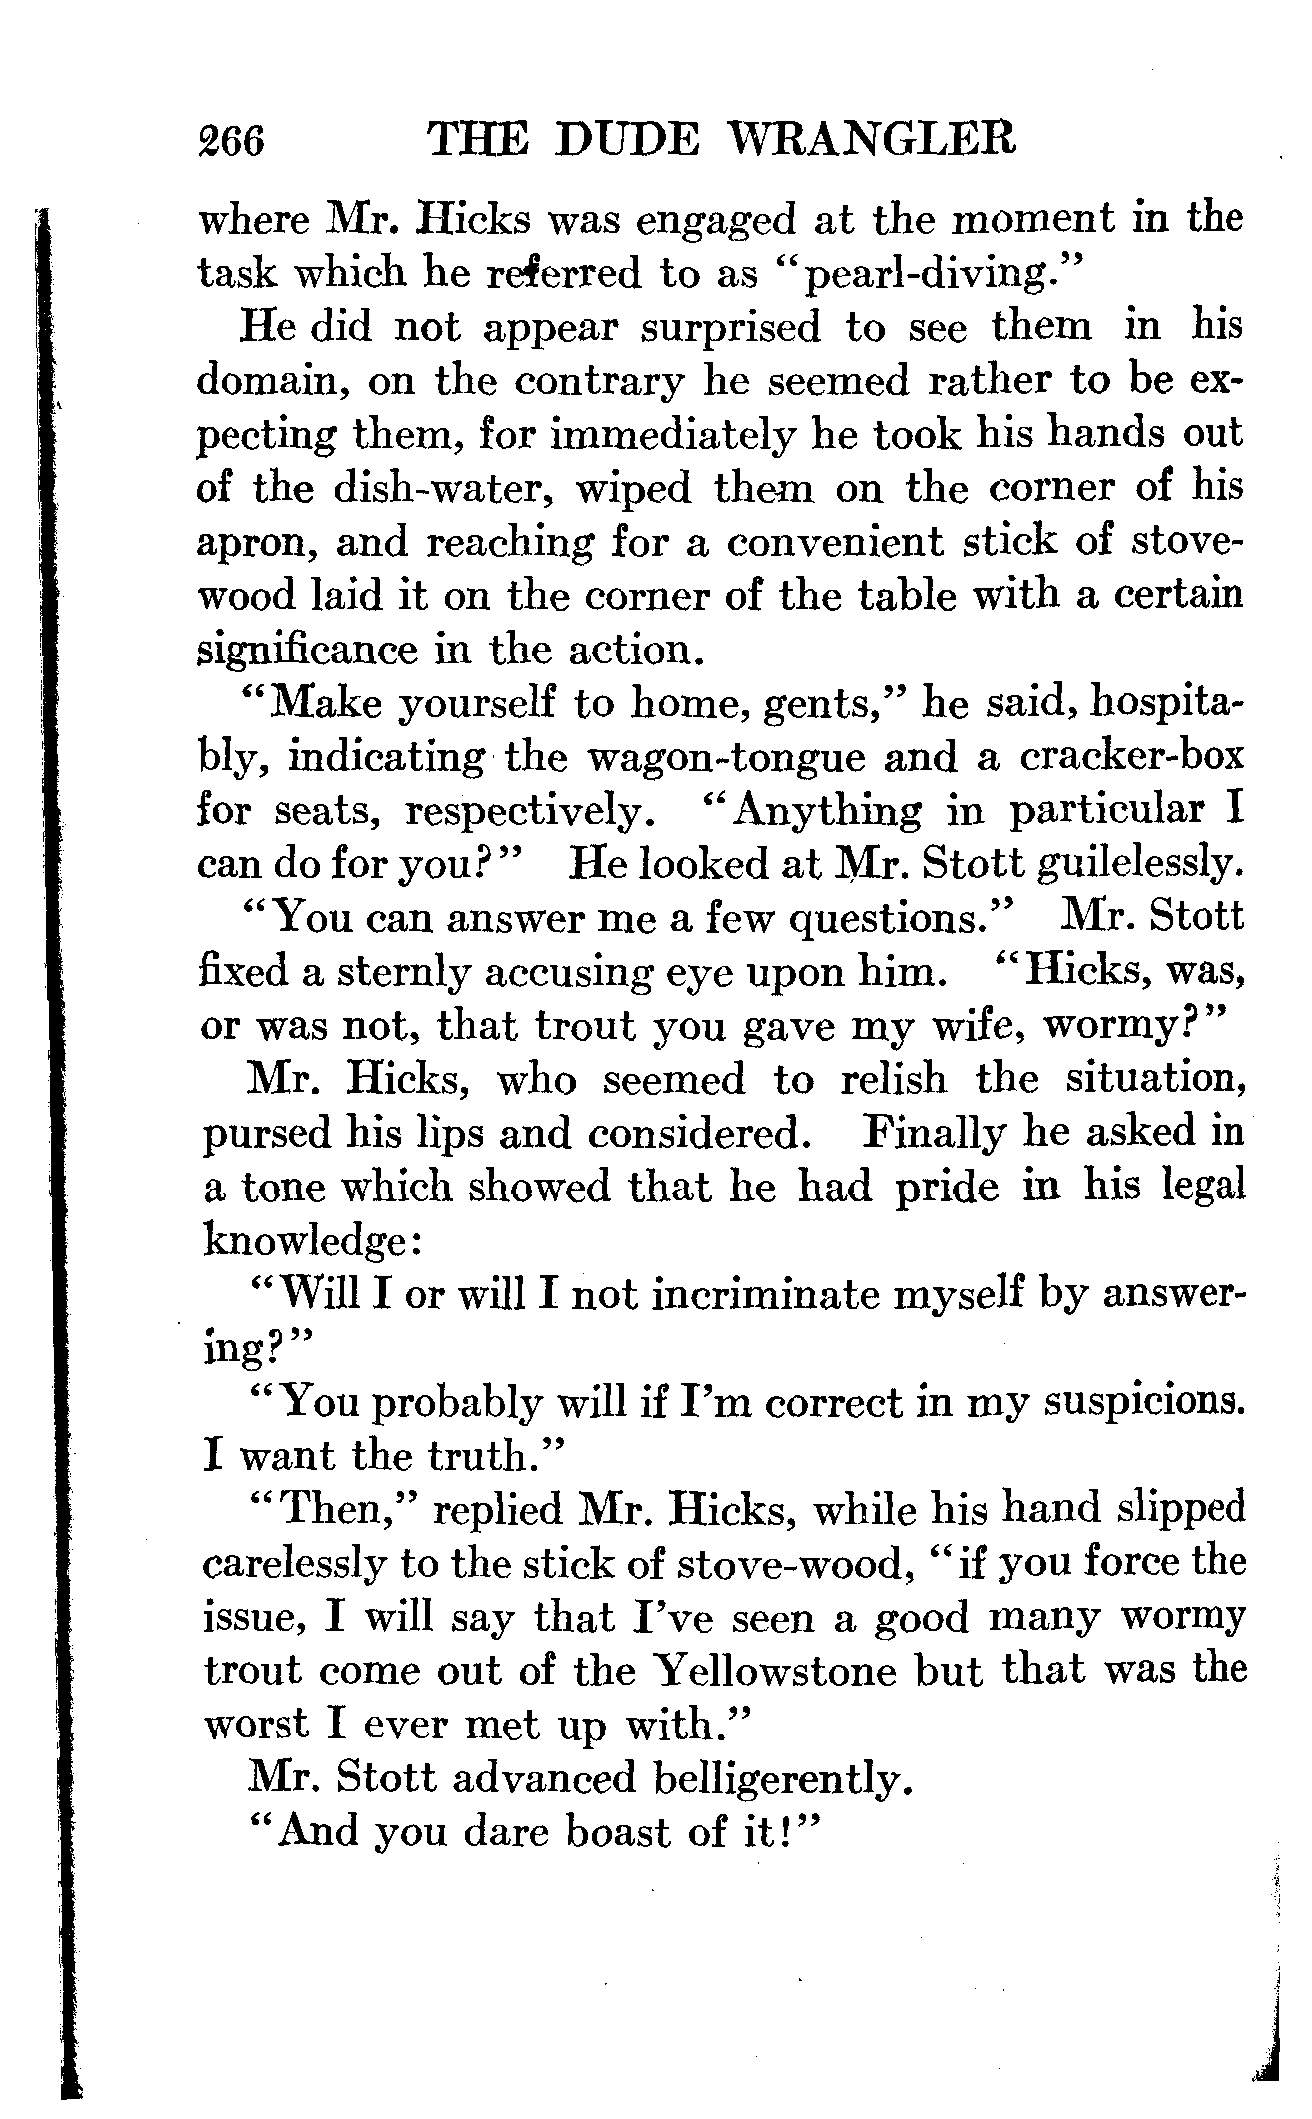 266 THE DUDE WRANGLER
where Mr. Hicks was engaged at the moment in the
task which he referred to as "pearl-diving."
He did not appear surprised to see them in his
domain, on the contrary he seemed rather to be ex-
pecting them, for immediately he took his hands out
of the dish-water, wiped them on the corner of his
apron, and reaching for a convenient stick of stove-
wood laid it on the corner of the table with a certain
significance in the action.
"Make yourself to home, gents," he said, hospita-
bly, indicating the wagon-tongue and a cracker-box
for seats, respectively. "Anything in particular I
can do for you?" He looked at Mr. Stott guilelessly.
"You can answer me a few questions." Mr. Stott
fixed a sternly accusing eye upon him. "Hicks, was,
or was not, that trout you gave my wife, wormy?"
Mr. Hicks, who seemed to relish the situation,
pursed his lips and considered. Finally he asked in
a tone which showed that he had pride in his legal
knowledge:
"Will I or will I not incriminate myself by answer-
ing?"
"You probably will if I'm correct in my suspicions.
I want the truth."
"Then," replied Mr. Hicks, while his hand slipped
carelessly to the stick of stove-wood, "if you force the
issue, I will say that I've seen a good many wormy
trout come out of the Yellowstone but that was the
worst I ever met up with."
Mr. Stott advanced belligerently.
"And you dare boast of it!"